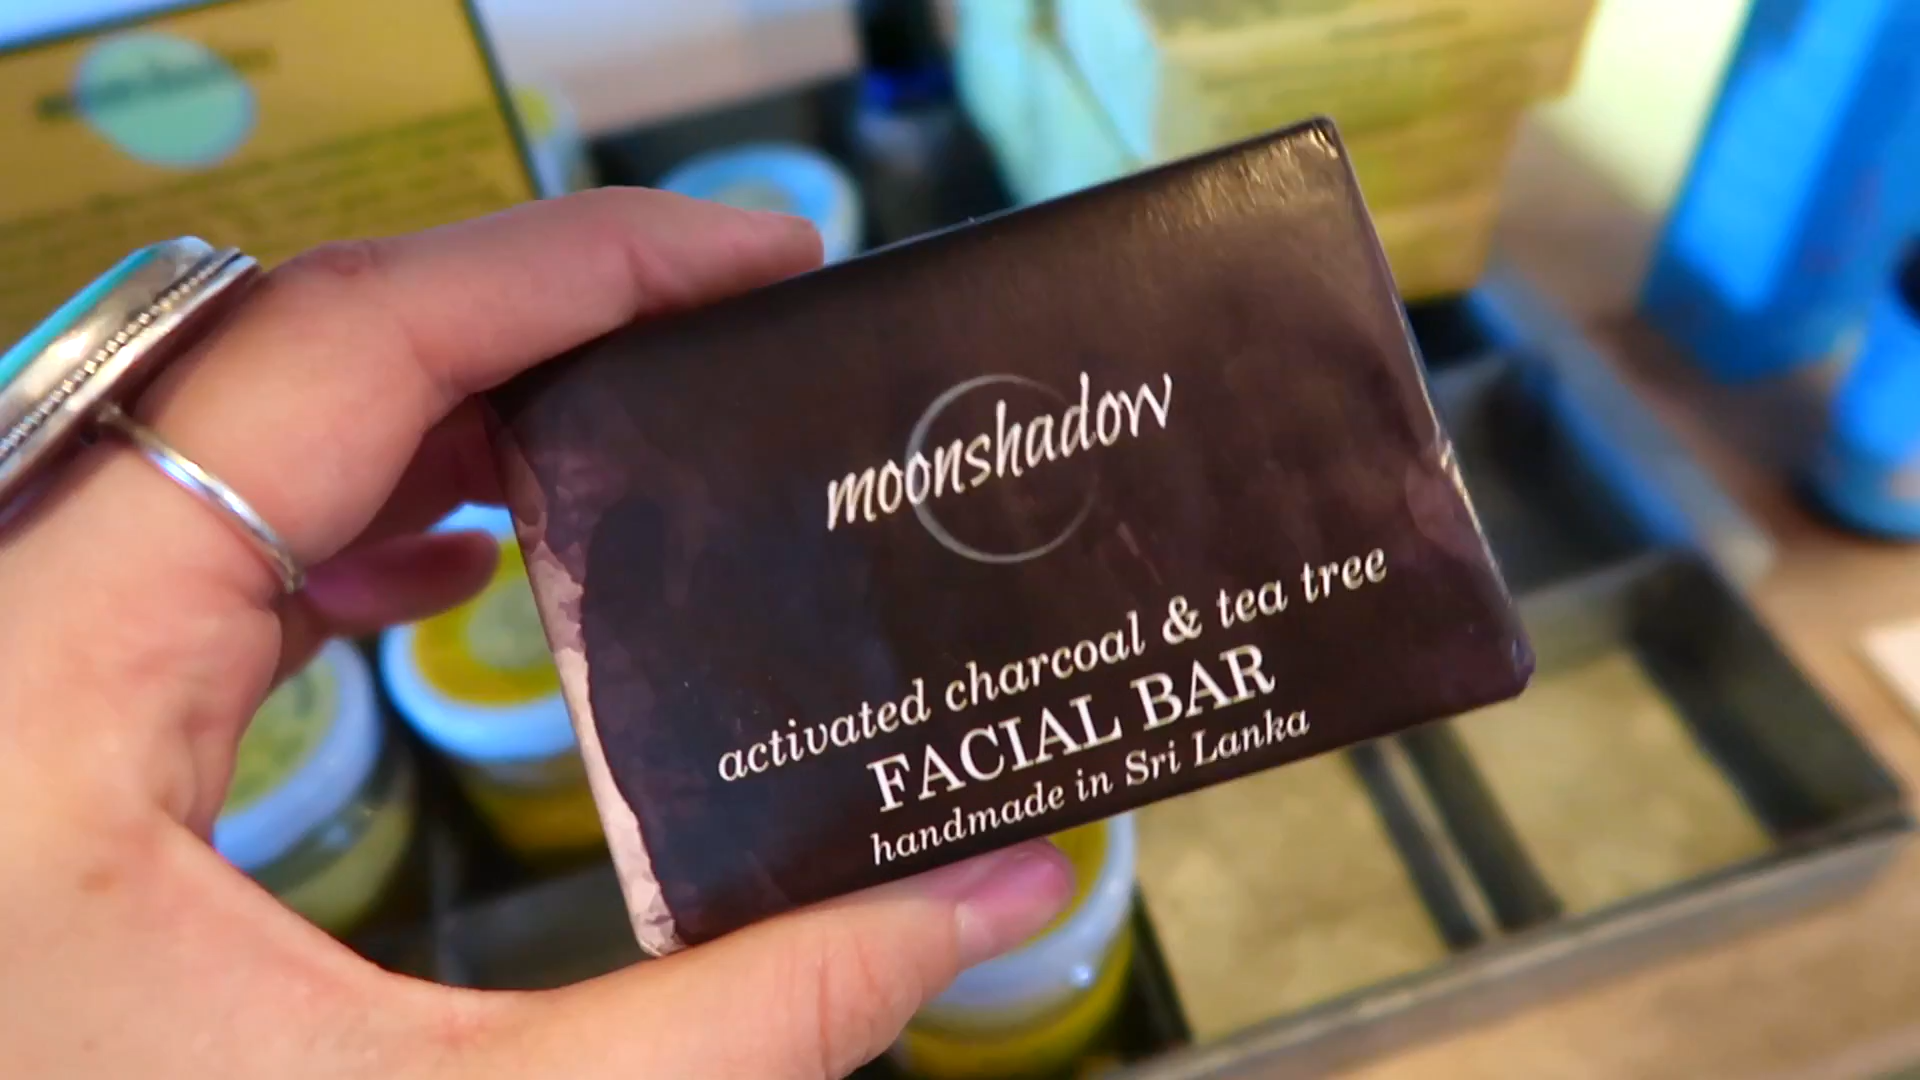 moonshadow
activated charcoal & tea tree
FACIAL BAR
handmade in Sri Lanka